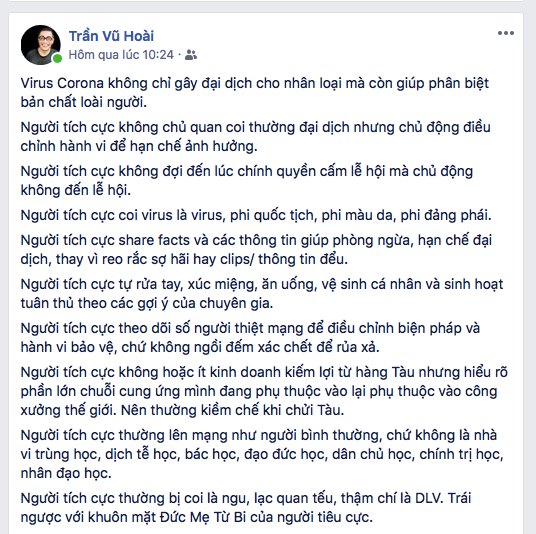 Trần Vũ Hoài
Hôm qua lúc 10:24 ·
Virus Corona không chỉ gây đại dịch cho nhân loại mà còn giúp phân biệt
bản chất loài người.
Người tích cực không chủ quan coi thường đại dịch nhưng chủ động điều
chỉnh hành vi để hạn chế ảnh hưởng.
Người tích cực không đợi đến lúc chính quyền cấm lễ hội mà chủ động
không đến lễ hội.
Người tích cực coi virus là virus, phi quốc tịch, phi màu da, phi đảng phái.
Người tích cực share facts và các thông tin giúp phòng ngừa, hạn chế đại
dịch, thay vì reo rắc sợ hãi hay clips/ thông tin đểu.
Người tích cực tự rửa tay, xúc miệng, ăn uống, vệ sinh cá nhân và sinh hoạt
tuân thủ theo các gợi ý của chuyên gia.
Người tích cực theo dõi số người thiệt mạng để điều chỉnh biện pháp và
hành vi bảo vệ, chứ không ngồi đếm xác chết để rủa xả.
Người tích cực không hoặc ít kinh doanh kiếm lợi từ hàng Tàu nhưng hiểu rõ
phần lớn chuỗi cung ứng mình đang phụ thuộc vào lại phụ thuộc vào công
xưởng thế giới. Nên thường kiềm chế khi chửi Tàu.
Người tích cực thường lên mạng như người bình thường, chứ không là nhà
vi trùng học, dịch tễ học, bác học, đạo đức học, dân chủ học, chính trị học,
nhân đạo học.
Người tích cực thường bị coi là ngu, lạc quan tếu, thậm chí là DLV. Trái
ngược với khuôn mặt Đức Mẹ Từ Bi của người tiêu cực.